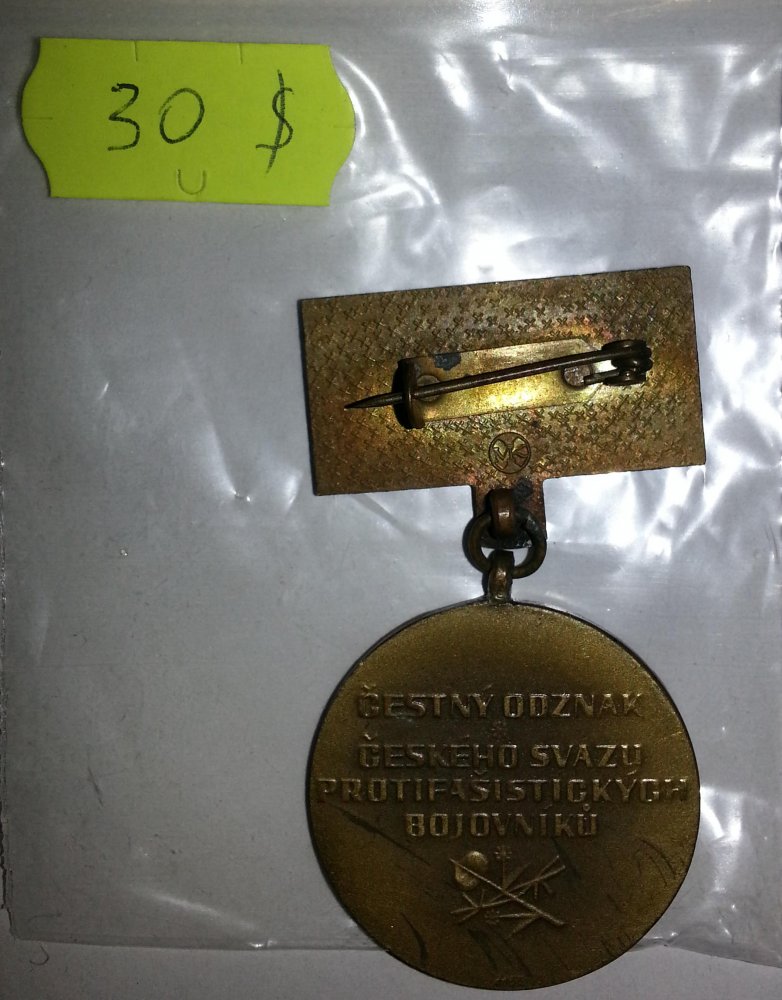 30 $
ČESTNÝ ODZNAK
ČESKÉHO SVAZU
PROTIFAŠISTICKÝCH
BOJOVNÍKŮ